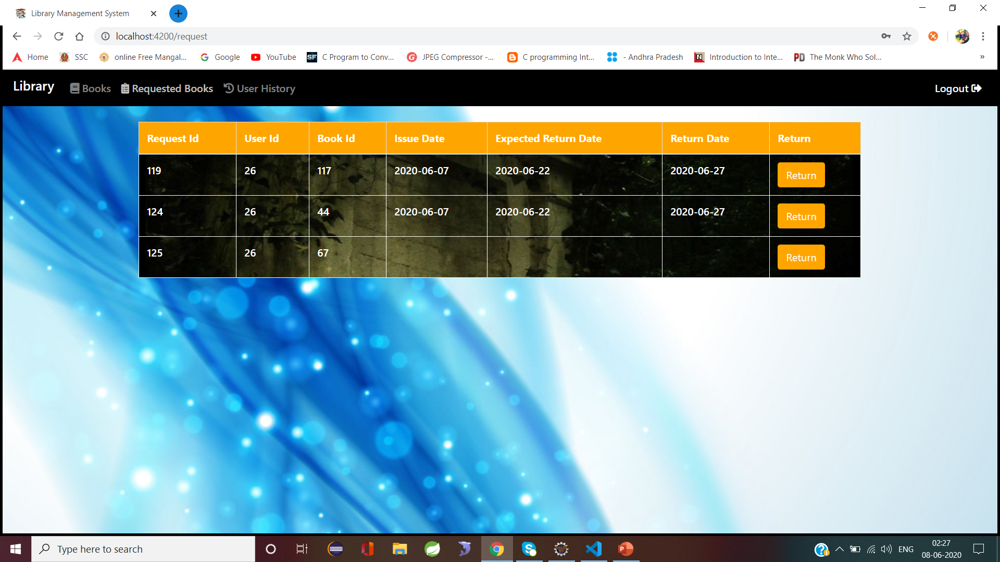 Library Management System
localhost:4200/request
Home SSC online Free Mangal... Google YouTube SF C Program to Conv... JPEG Compressor -... C programming Int... - Andhra Pradesh Introduction to Inte... PD The Monk Who Sol... »
Library Books Requested Books User History Logout
Request Id User Id Book Id Issue Date Expected Return Date Return Date Return
119 26 117 2020-06-07 2020-06-22 2020-06-27 Return
124 26 44 2020-06-07 2020-06-22 2020-06-27 Return
125 26 67 Return
Type here to search
ENG
02:27
08-06-2020